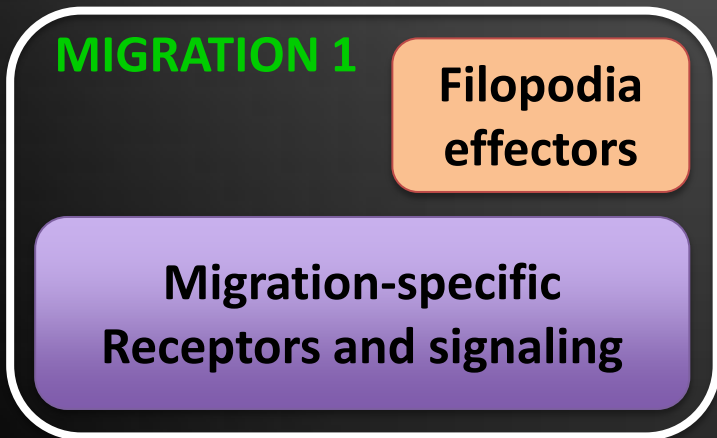 MIGRATION 1
Filopodia
effectors
Migration-specific
Receptors and signaling